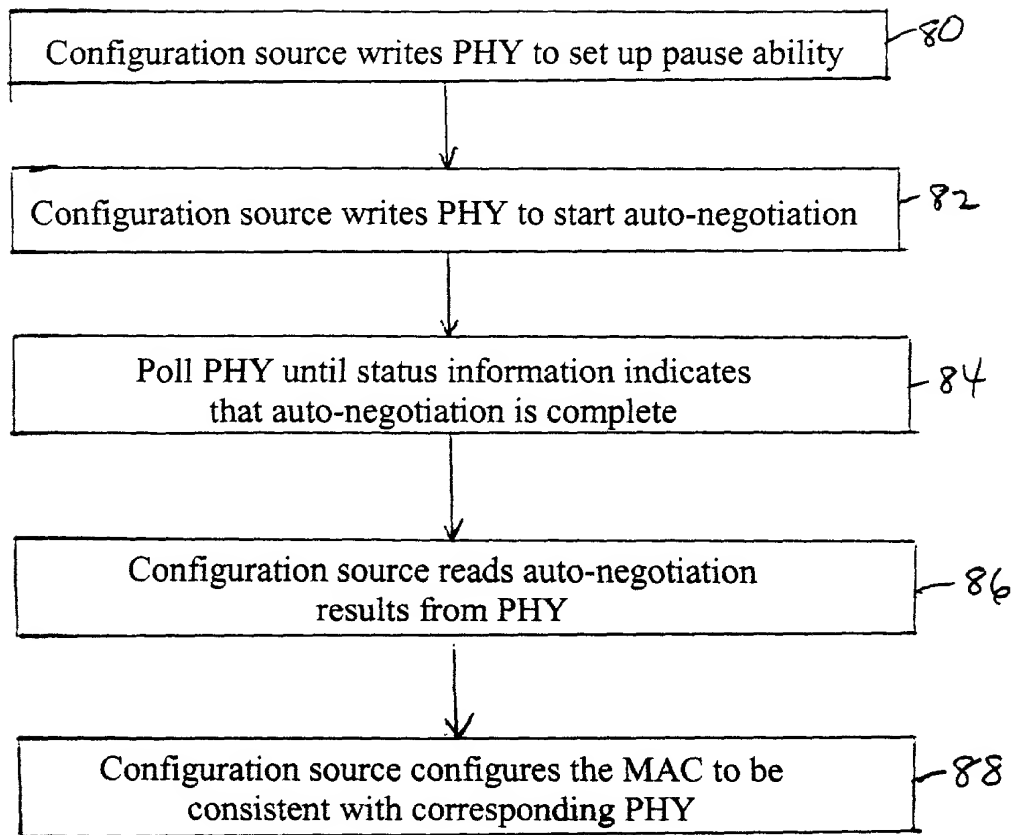 Configuration source writes PHY to set up pause ability
80
Configuration source writes PHY to start auto-negotiation
82
Poll PHY until status information indicates
that auto-negotiation is complete
84
Configuration source reads auto-negotiation
results from PHY
86
Configuration source configures the MAC to be
consistent with corresponding PHY
88